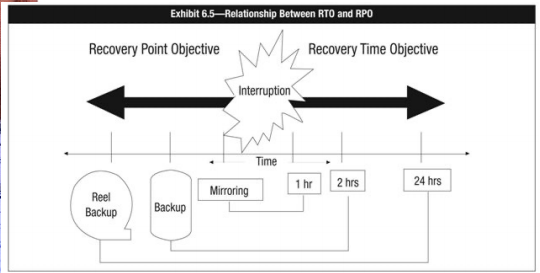 Exhibit 6.5—Relationship Between RTO and RPO
Recovery Point Objective
Recovery Time Objective
Interruption
Time
Reel
Backup
Backup
Mirroring
1 hr
2 hrs
24 hrs